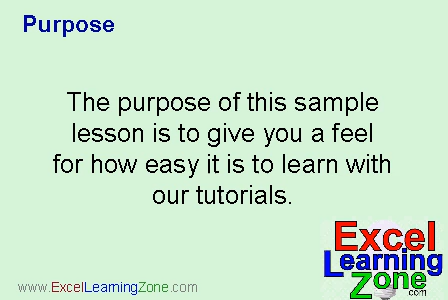 Purpose
The purpose of this sample
lesson is to give you a feel
for how easy it is to learn with
our tutorials.
Excel
Learning
Zone
.com
www.ExcelLearningZone.com